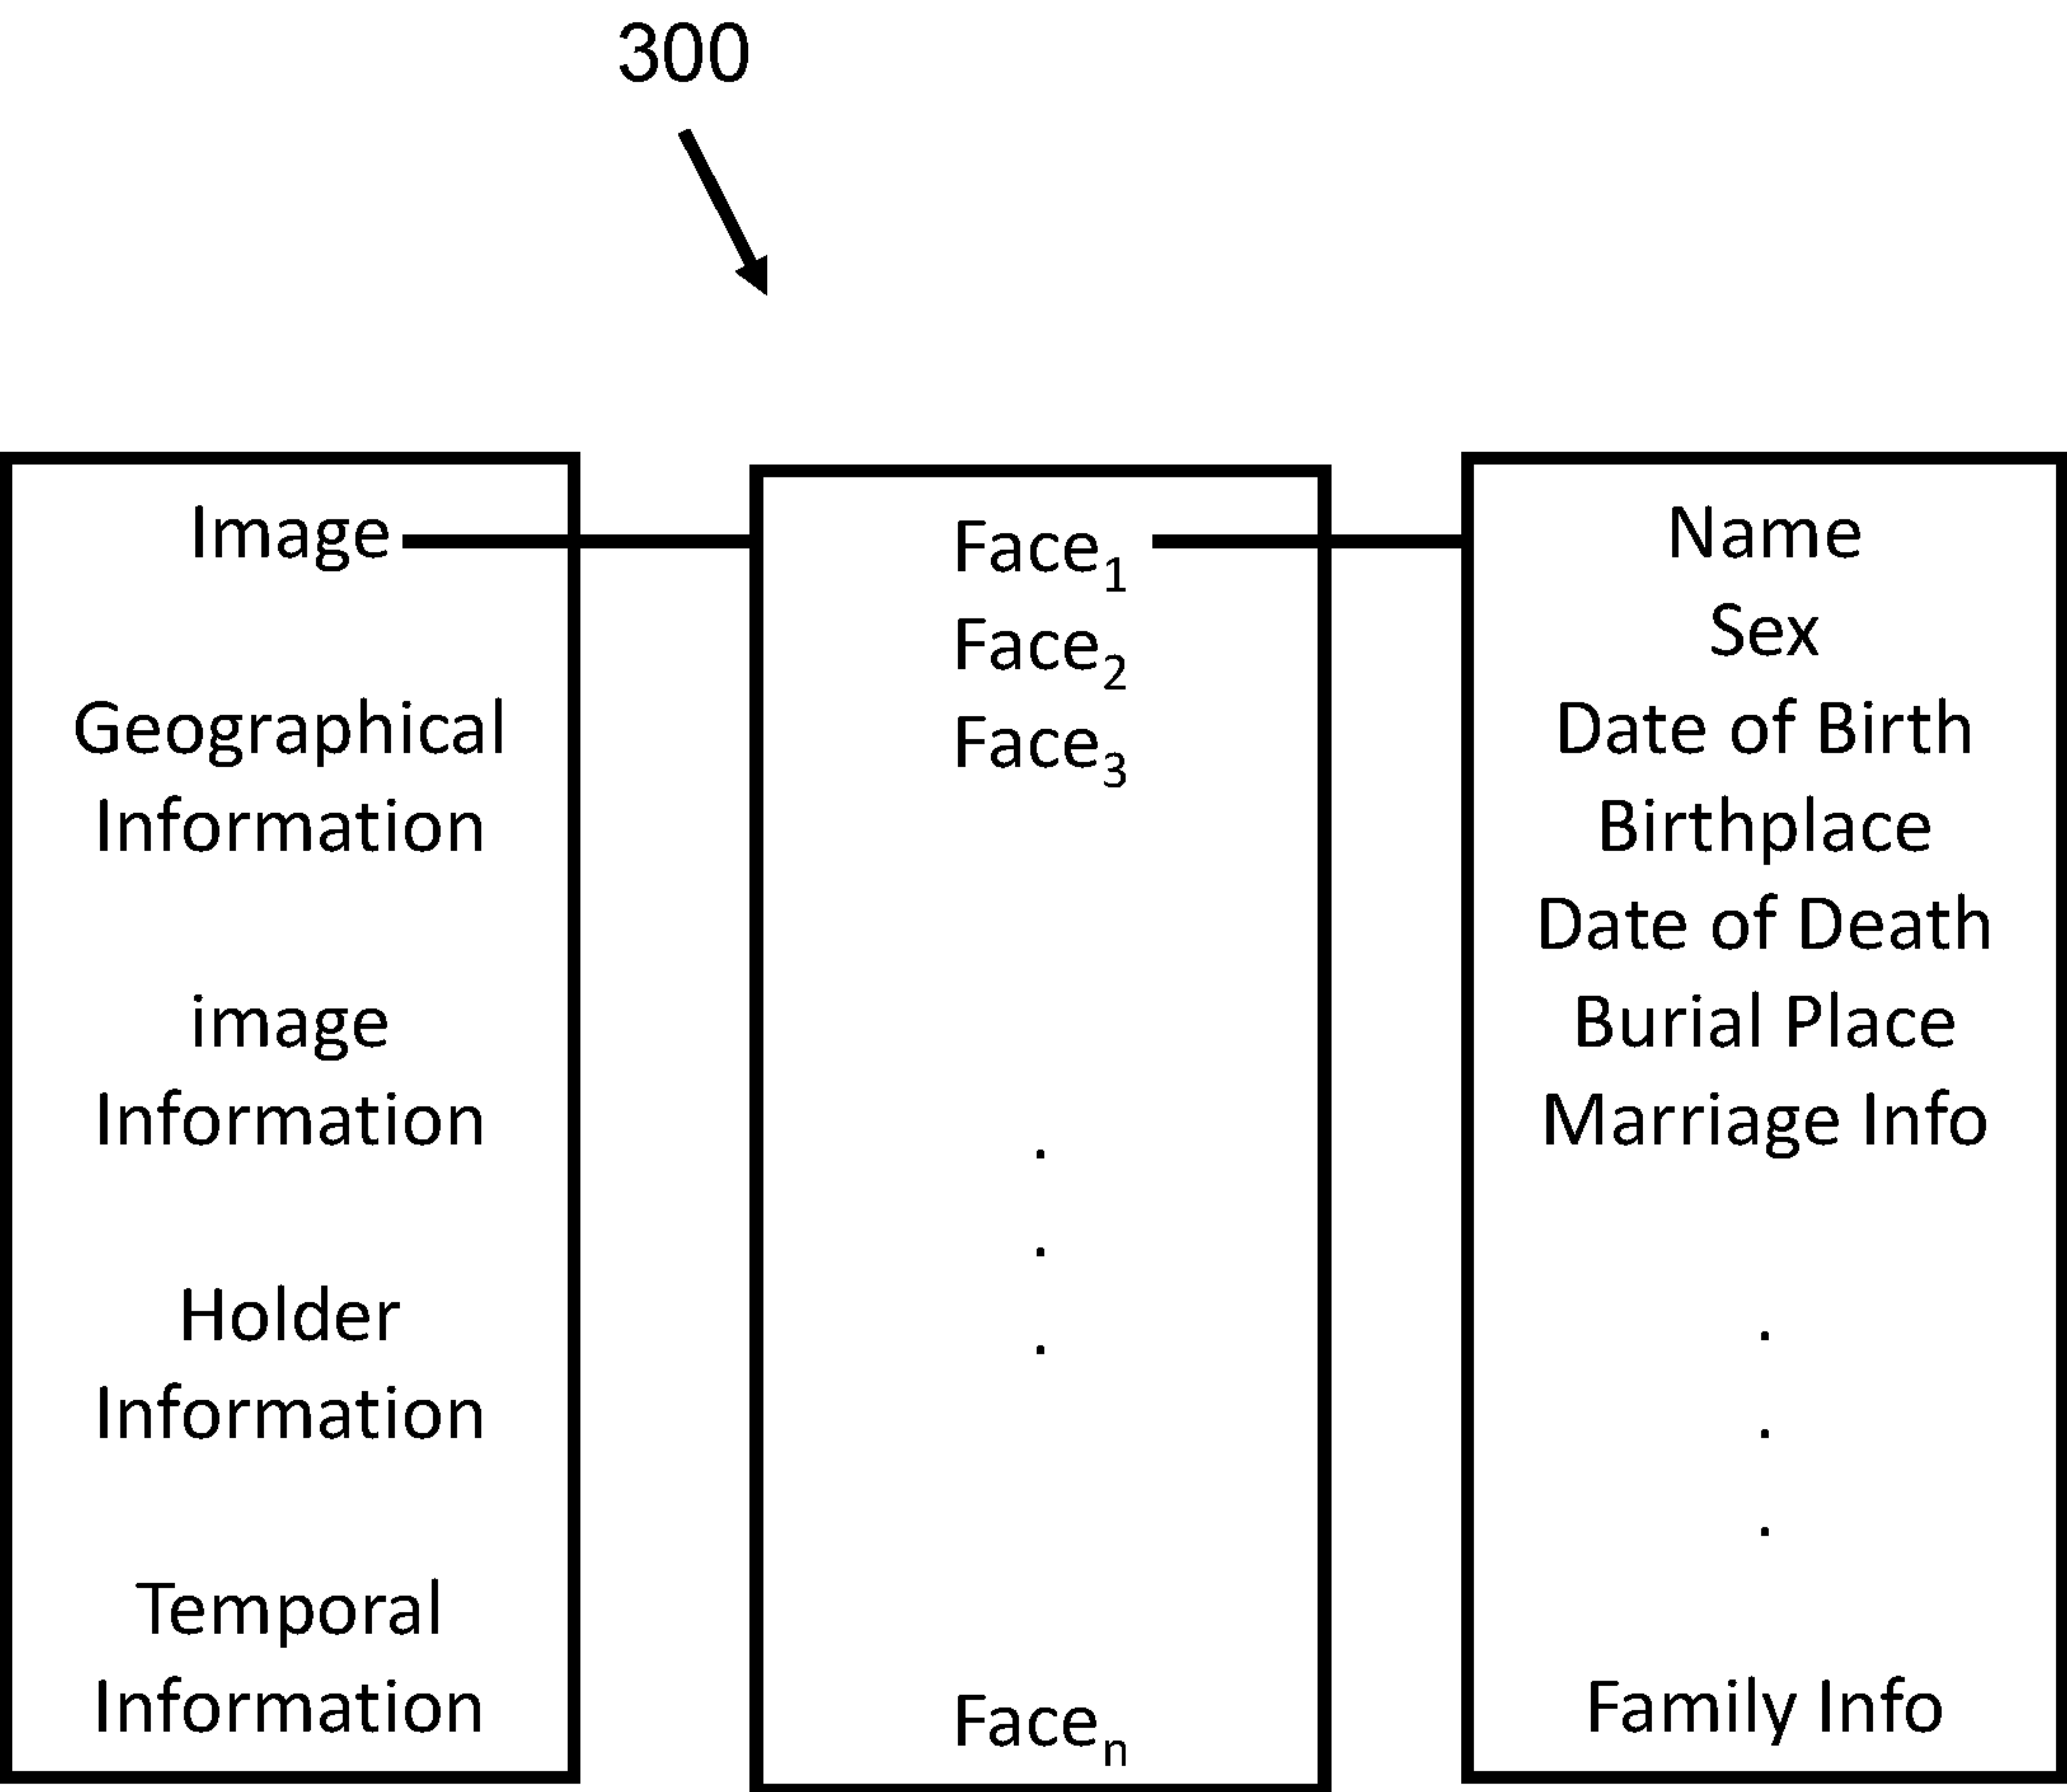 300
Image
Geographical
Information
image
Information
Holder
Information
Temporal
Information
Face₁
Face₂
Face₃
.
.
.
Faceₙ
Name
Sex
Date of Birth
Birthplace
Date of Death
Burial Place
Marriage Info
.
.
.
Family Info